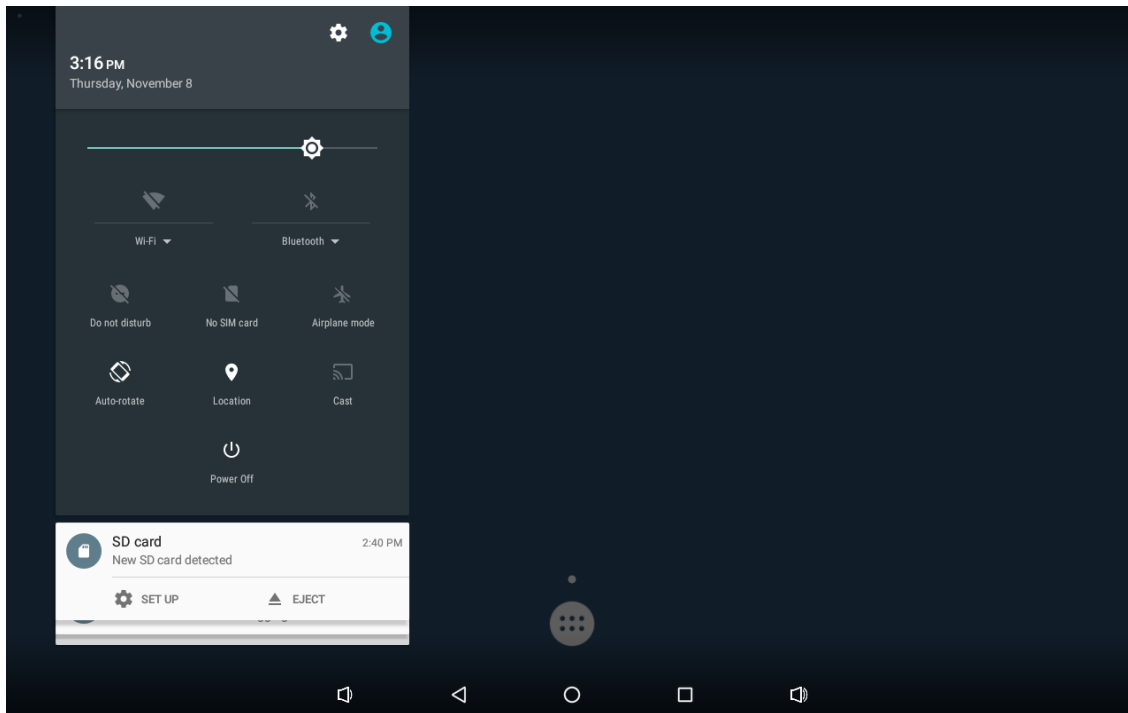 3:16 PM
Thursday, November 8
Wi-Fi
Bluetooth
Do not disturb
No SIM card
Airplane mode
Auto-rotate
Location
Cast
Power Off
SD card 2:40 PM
New SD card detected
SET UP EJECT